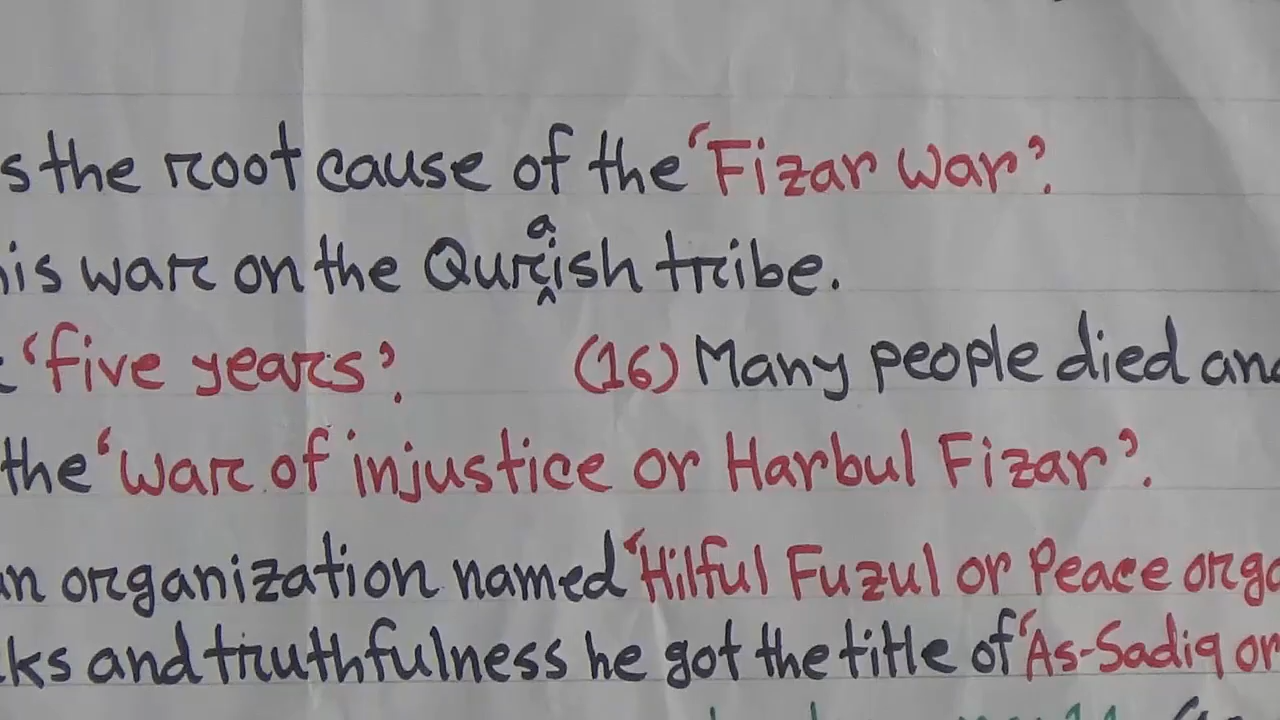 s the root cause of the 'Fizar War'.
his war on the Quraish tribe.
'five years'. (16) Many people died and
the 'War of injustice or Harbul Fizar'.
an organization named 'Hilful Fuzul or Peace orga
ks and truthfulness he got the title of 'As-Sadiq or